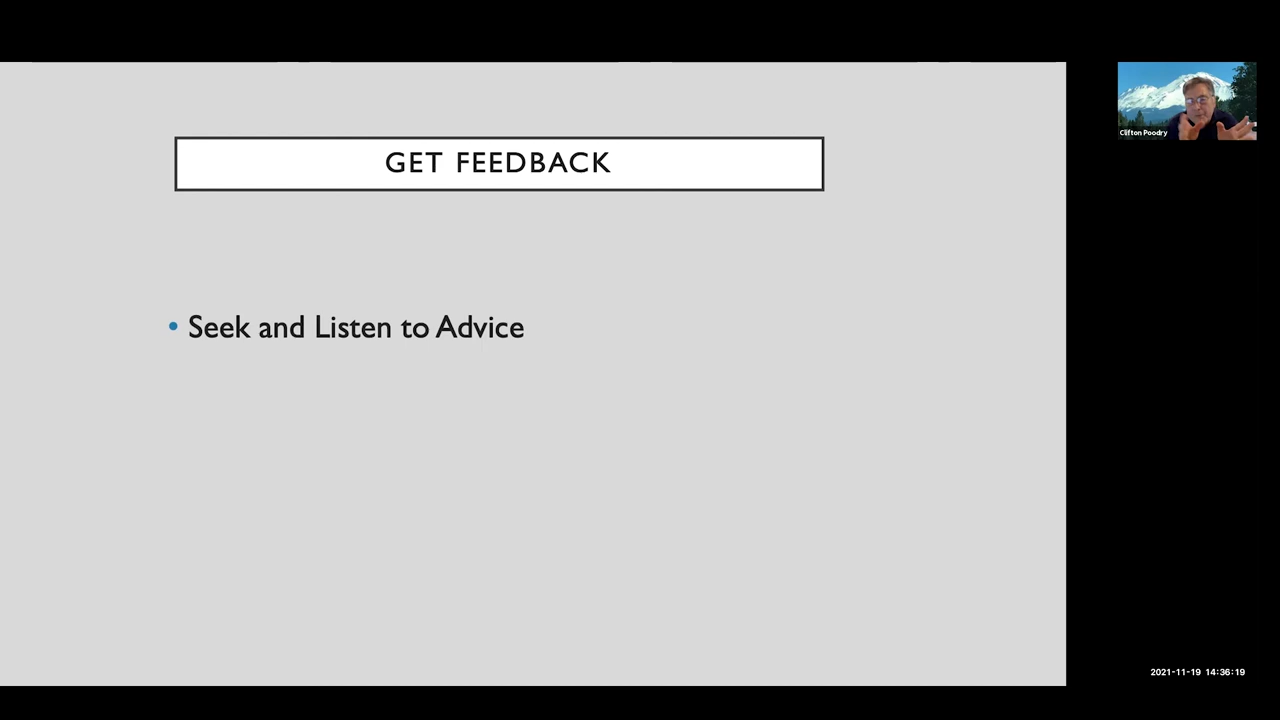 GET FEEDBACK
Clifton Poodry
• Seek and Listen to Advice
2021-11-19 14:36:19